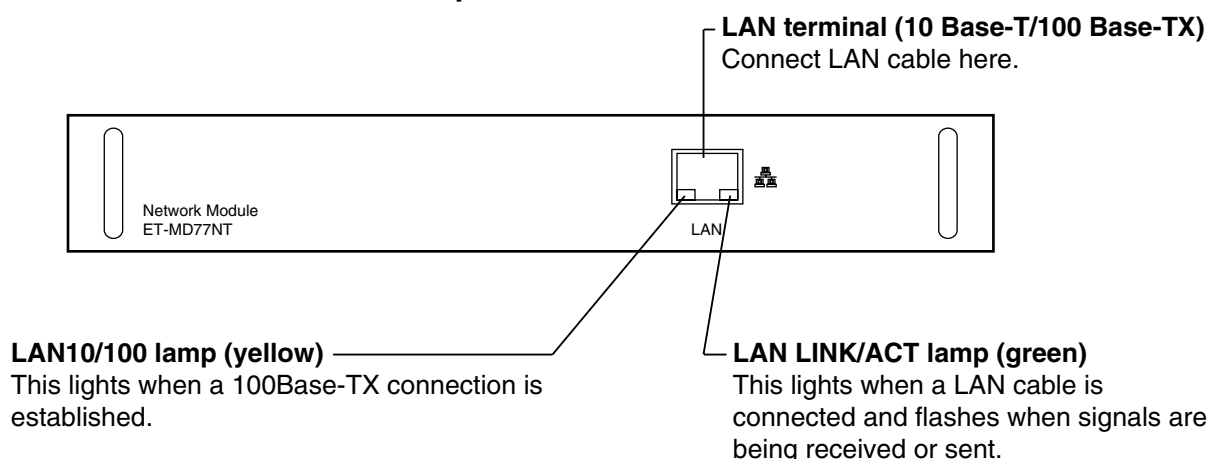 LAN terminal (10 Base-T/100 Base-TX)
Connect LAN cable here.
Network Module
ET-MD77NT
LAN
LAN10/100 lamp (yellow)
This lights when a 100Base-TX connection is
established.
LAN LINK/ACT lamp (green)
This lights when a LAN cable is
connected and flashes when signals are
being received or sent.